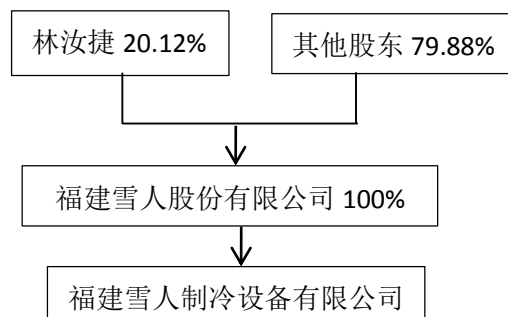 林汝捷 20.12%
其他股东 79.88%
福建雪人股份有限公司 100%
福建雪人制冷设备有限公司